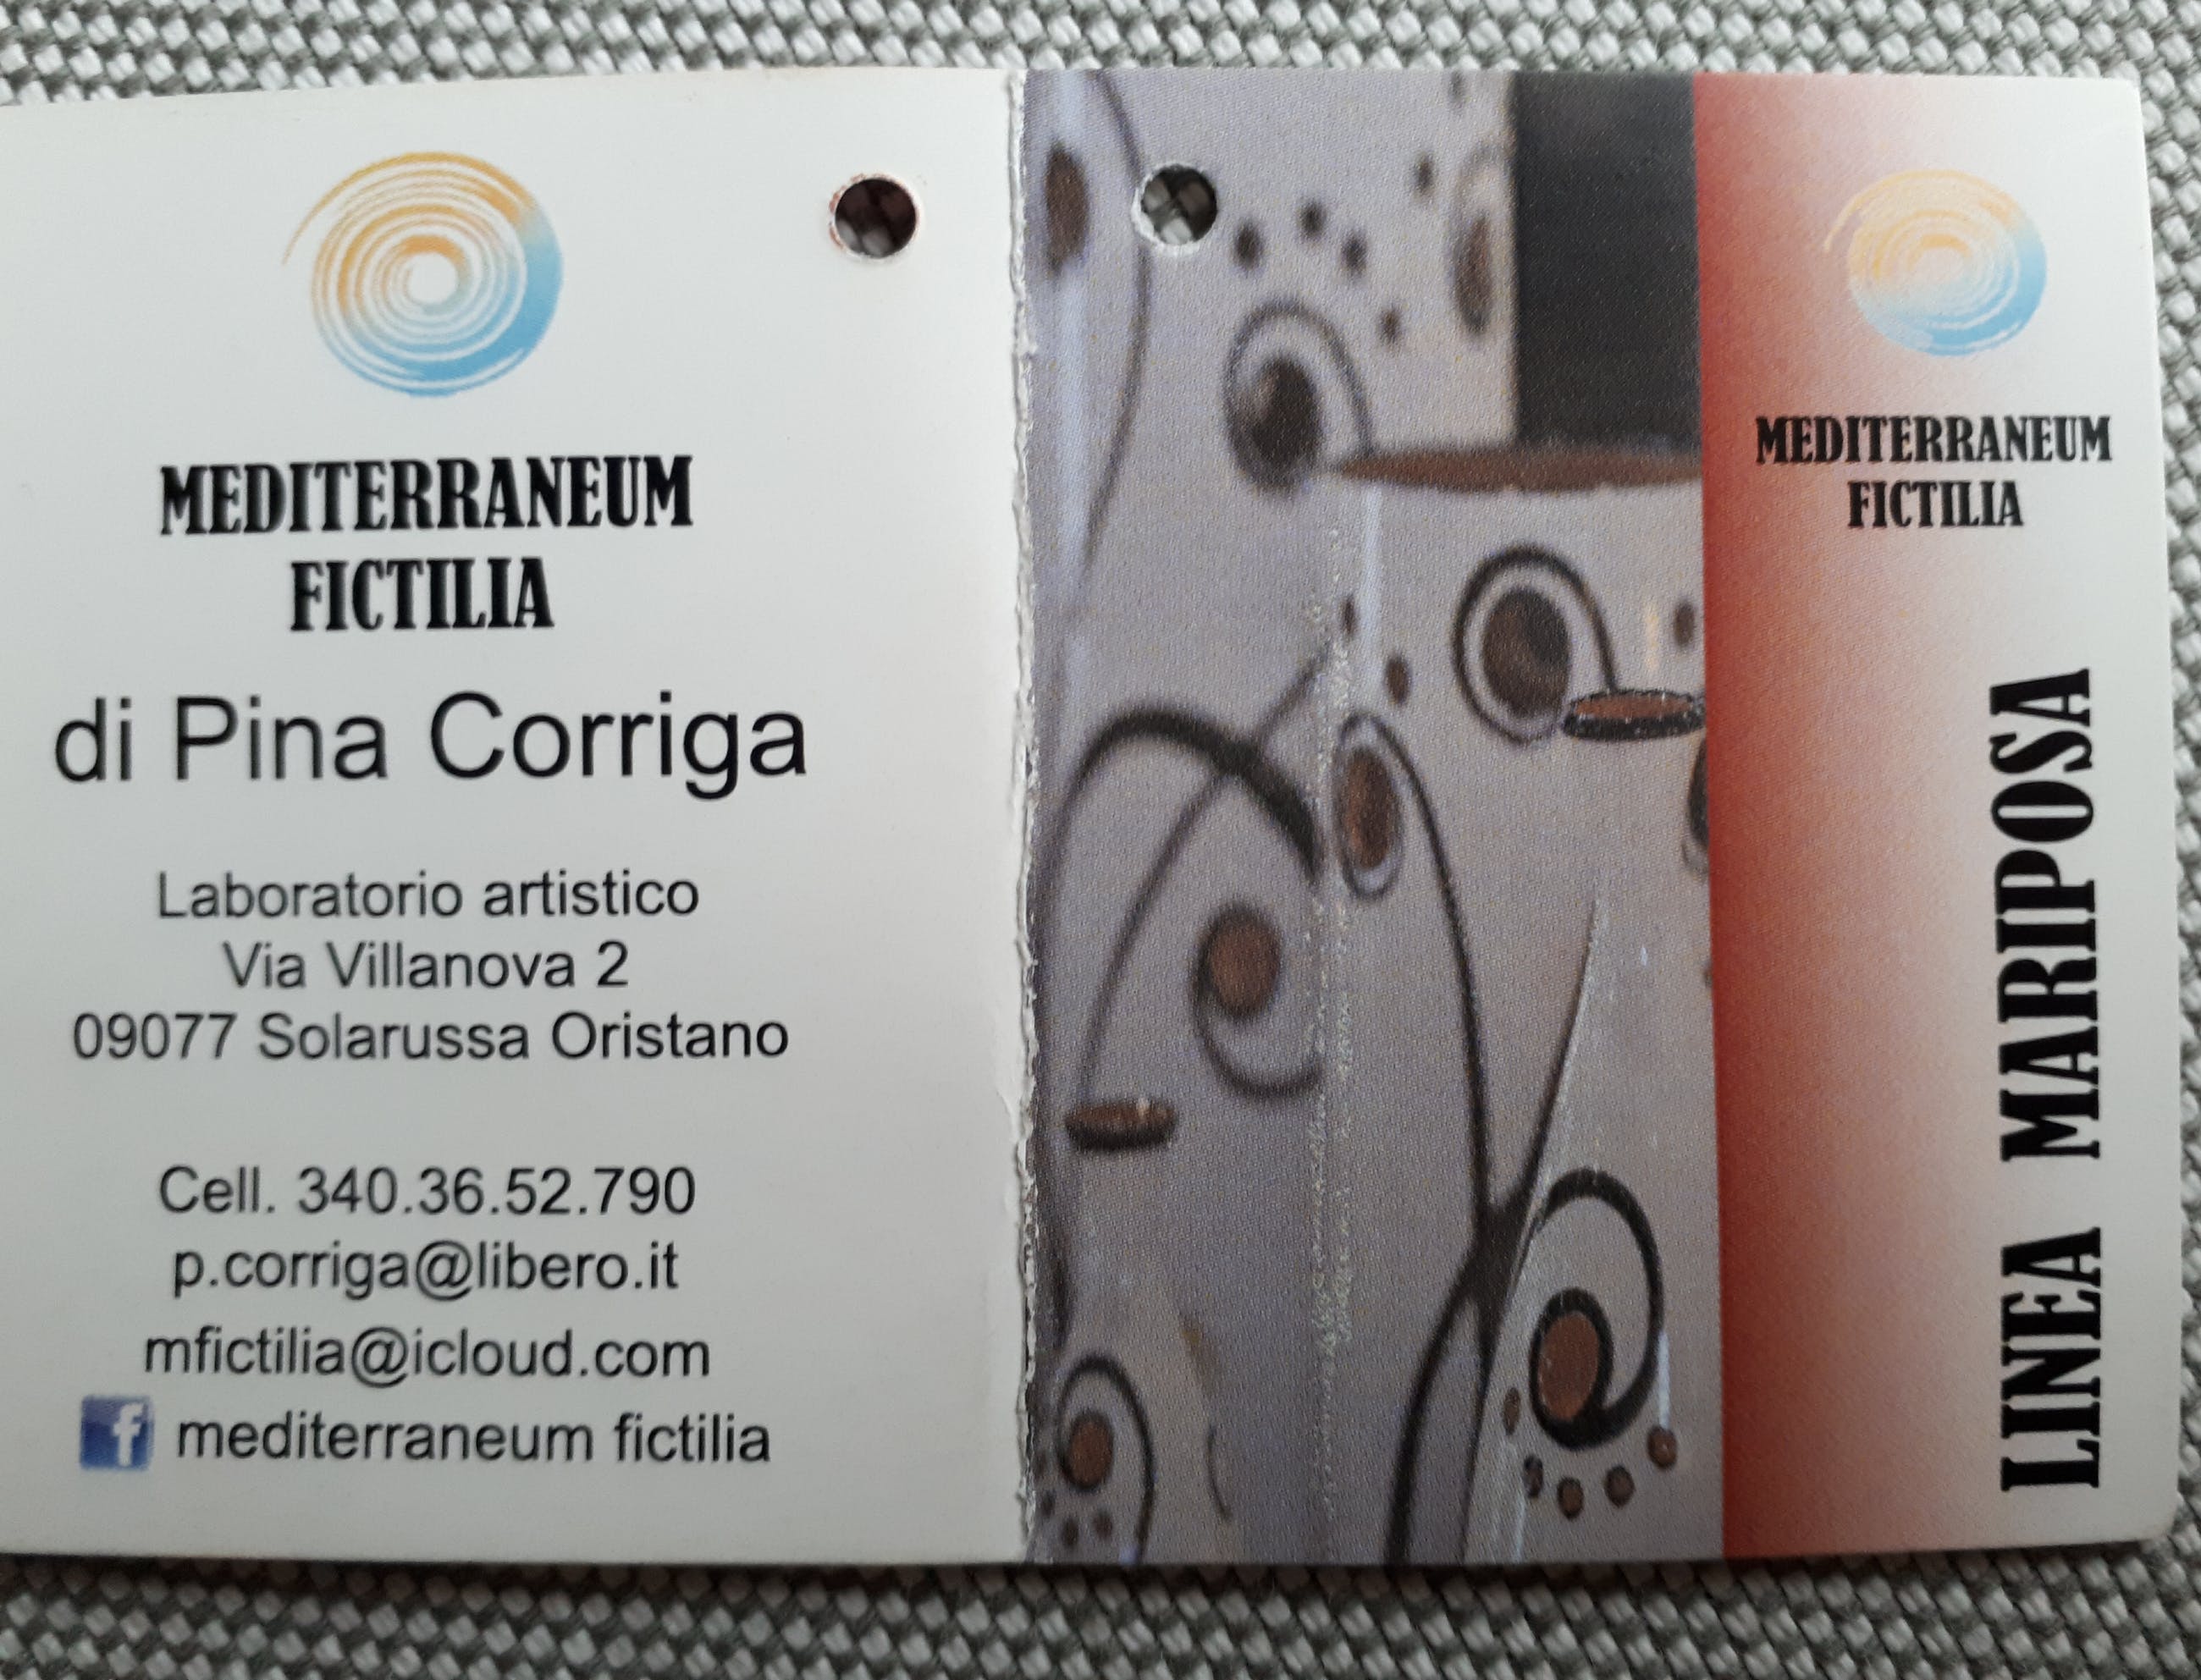 MEDITERRANEUM
FICTILIA
di Pina Corriga
Laboratorio artistico
Via Villanova 2
09077 Solarussa Oristano
Cell. 340.36.52.790
p.corriga@libero.it
mfictilia@icloud.com
f mediterraneum fictilia
MEDITERRANEUM
FICTILIA
LINEA MARIPOSA